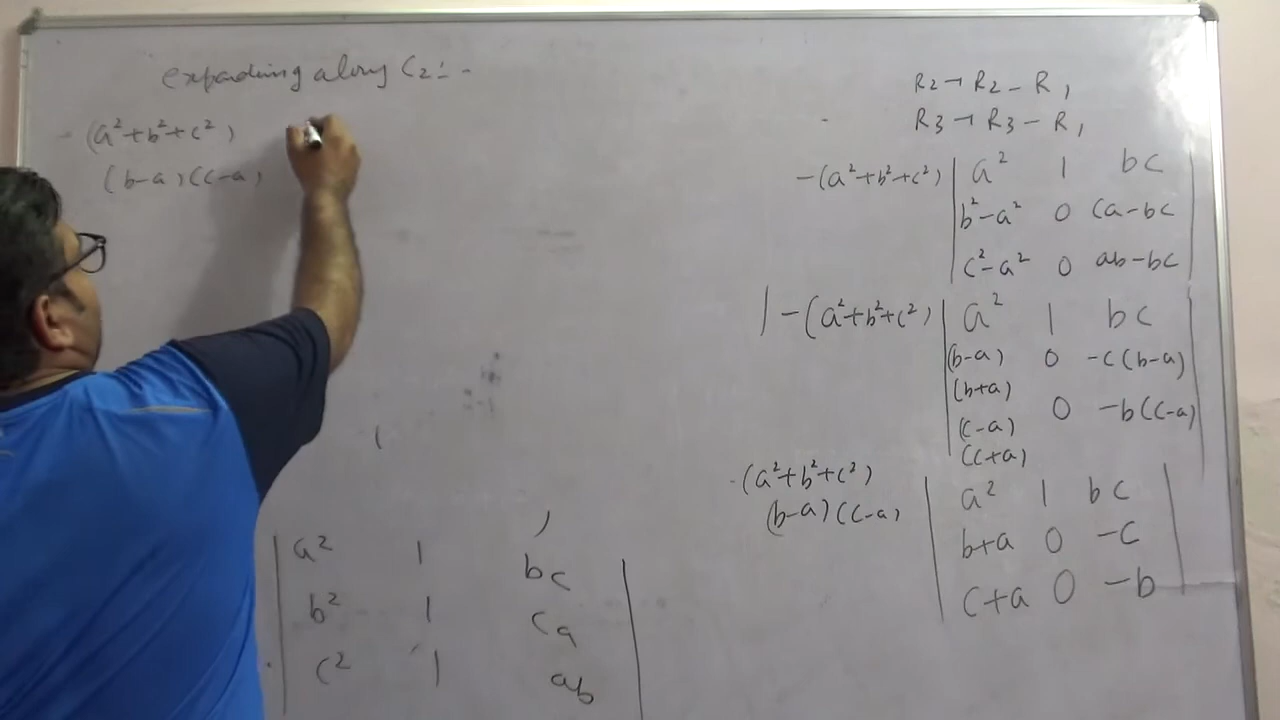 expanding along C₂:-
- (a²+b²+c²)
(b-a)(c-a)
(
)
a² 1 bc
b² 1 ca
c² 1 ab
R₂→R₂-R₁
R₃→R₃-R₁
-(a²+b²+c²) | a² 1 bc |
b²-a² 0 ca-bc
c²-a² 0 ab-bc
| -(a²+b²+c²) | a² 1 bc |
(b-a) 0 -c(b-a)
(b+a)
(c-a) 0 -b(c-a)
(c+a)
-(a²+b²+c²)
(b-a)(c-a) | a² 1 bc |
b+a 0 -c
c+a 0 -b